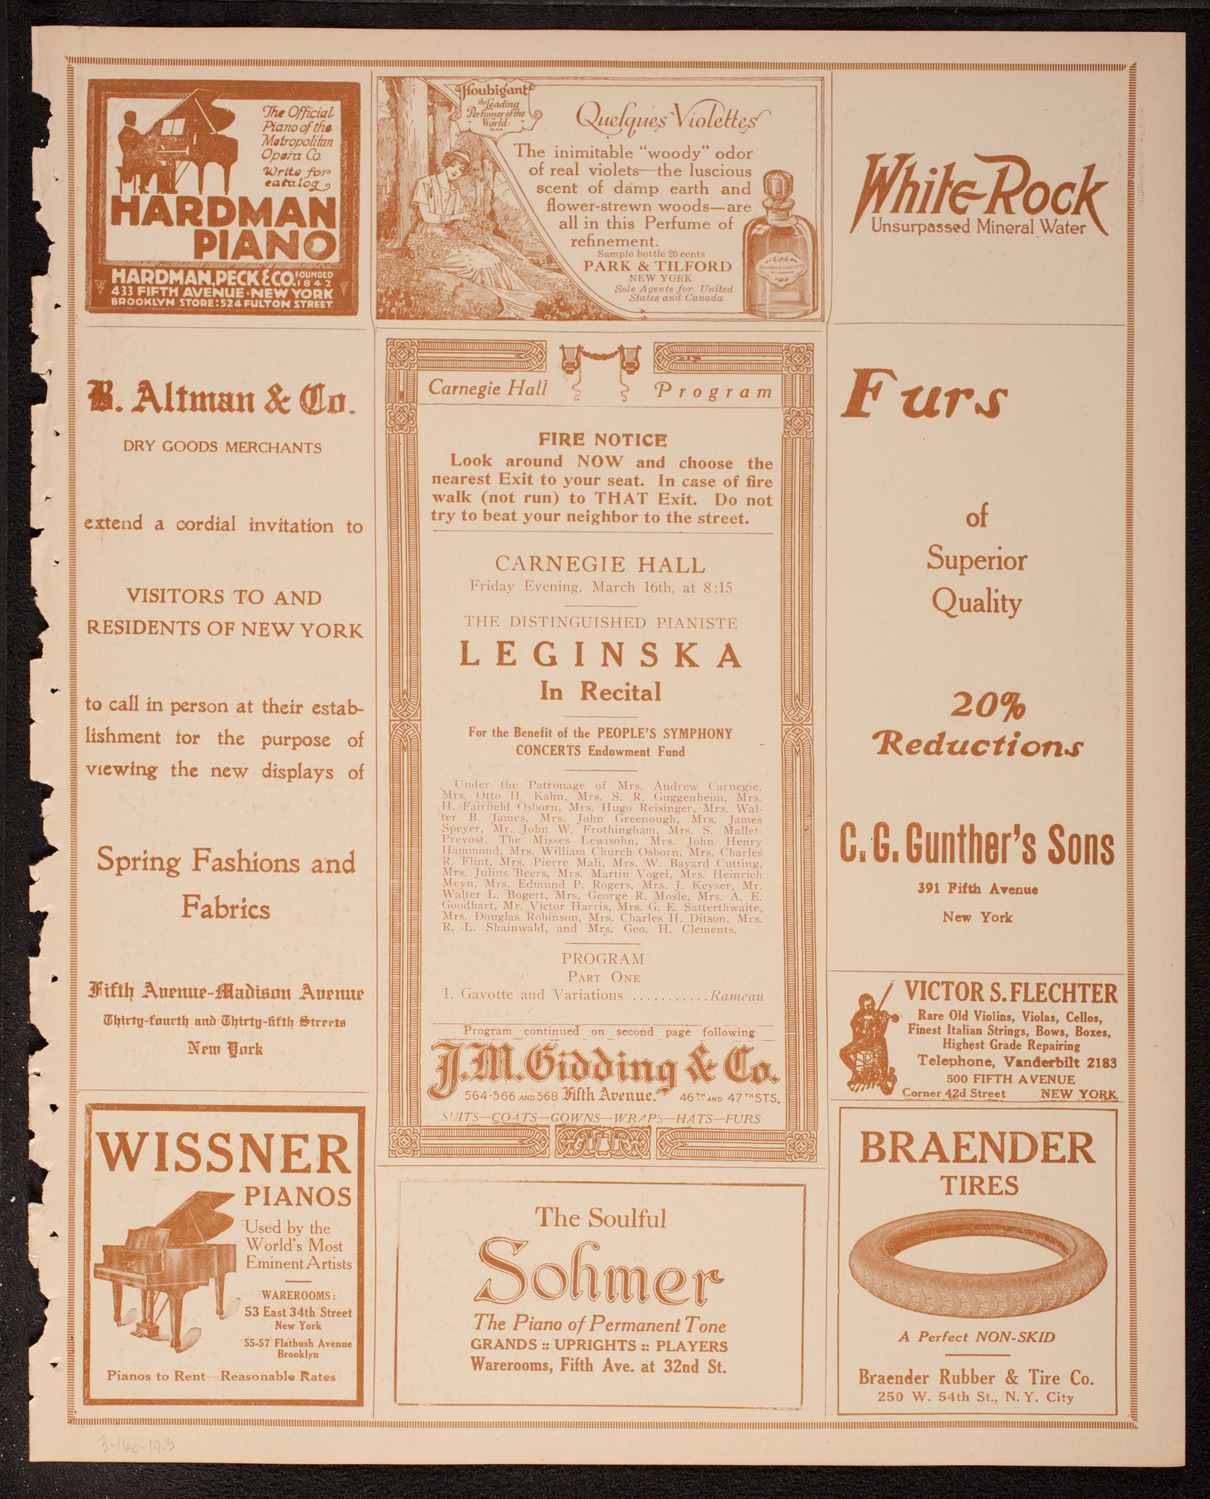 The Official
Piano of the
Metropolitan
Opera Co.
Write for
catalog
HARDMAN
PIANO
HARDMAN, PECK & CO. FOUNDED 1842
433 FIFTH AVENUE · NEW YORK
BROOKLYN STORE: 524 FULTON STREET
Houbigant
the Leading
Perfumer of the
World
PARIS
Quelques Violettes
The inimitable "woody" odor
of real violets—the luscious
scent of damp earth and
flower-strewn woods—are
all in this Perfume of
refinement.
Sample bottle 20 cents
PARK & TILFORD
NEW YORK
Sole Agents for United
States and Canada
White-Rock
Unsurpassed Mineral Water
B. Altman & Co.
DRY GOODS MERCHANTS
extend a cordial invitation to
VISITORS TO AND
RESIDENTS OF NEW YORK
to call in person at their estab-
lishment for the purpose of
viewing the new displays of
Spring Fashions and
Fabrics
Fifth Avenue-Madison Avenue
Thirty-fourth and Thirty-fifth Streets
New York
Carnegie Hall Program
FIRE NOTICE
Look around NOW and choose the
nearest Exit to your seat. In case of fire
walk (not run) to THAT Exit. Do not
try to beat your neighbor to the street.
CARNEGIE HALL
Friday Evening, March 16th, at 8:15
THE DISTINGUISHED PIANISTE
LEGINSKA
In Recital
For the Benefit of the PEOPLE'S SYMPHONY
CONCERTS Endowment Fund
Under the Patronage of Mrs. Andrew Carnegie,
Mrs. Otto H. Kahn, Mrs. S. R. Guggenheim, Mrs.
H. Fairfield Osborn, Mrs. Hugo Reisinger, Mrs. Wal-
ter B. James, Mrs. John Greenough, Mrs. James
Speyer, Mr. John W. Frothingham, Mrs. S. Mallet-
Prevost, The Misses Lewisohn, Mrs. John Henry
Hammond, Mrs. William Church Osborn, Mrs. Charles
R. Flint, Mrs. Pierre Mali, Mrs. W. Bayard Cutting,
Mrs. Julius Beers, Mrs. Martin Vogel, Mrs. Heinrich
Meyn, Mrs. Edmund P. Rogers, Mrs. J. Keyser, Mr.
Walter L. Bogert, Mrs. George R. Mosle, Mrs. A. E.
Goodhart, Mr. Victor Harris, Mrs. G. E. Satterthwaite,
Mrs. Douglas Robinson, Mrs. Charles H. Ditson, Mrs.
R. L. Shainwald, and Mrs. Geo. H. Clements.
PROGRAM
PART ONE
1. Gavotte and Variations ........... Rameau
Program continued on second page following
J. M. Gidding & Co.
564-566 AND 568 Fifth Avenue. 46TH AND 47TH STS.
SUITS—COATS—GOWNS—WRAPS—HATS—FURS
Furs
of
Superior
Quality
20%
Reductions
C. G. Gunther's Sons
391 Fifth Avenue
New York
VICTOR S. FLECHTER
Rare Old Violins, Violas, Cellos,
Finest Italian Strings, Bows, Boxes,
Highest Grade Repairing
Telephone, Vanderbilt 2183
500 FIFTH AVENUE
Corner 42d Street NEW YORK
WISSNER
PIANOS
Used by the
World's Most
Eminent Artists
WAREROOMS:
53 East 34th Street
New York
55-57 Flatbush Avenue
Brooklyn
Pianos to Rent—Reasonable Rates
The Soulful
Sohmer
The Piano of Permanent Tone
GRANDS :: UPRIGHTS :: PLAYERS
Warerooms, Fifth Ave. at 32nd St.
BRAENDER
TIRES
A Perfect NON-SKID
Braender Rubber & Tire Co.
250 W. 54th St., N. Y. City